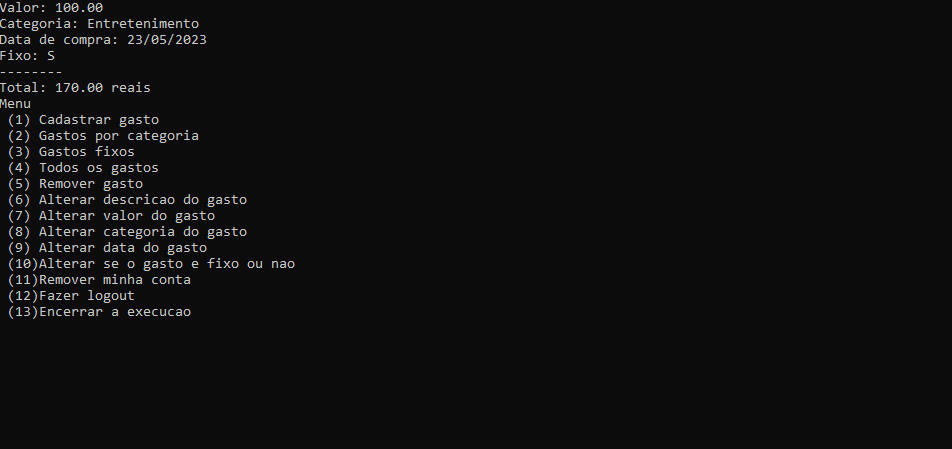 Valor: 100.00
Categoria: Entretenimento
Data de compra: 23/05/2023
Fixo: S
--------
Total: 170.00 reais
Menu
 (1) Cadastrar gasto
 (2) Gastos por categoria
 (3) Gastos fixos
 (4) Todos os gastos
 (5) Remover gasto
 (6) Alterar descricao do gasto
 (7) Alterar valor do gasto
 (8) Alterar categoria do gasto
 (9) Alterar data do gasto
 (10)Alterar se o gasto e fixo ou nao
 (11)Remover minha conta
 (12)Fazer logout
 (13)Encerrar a execucao